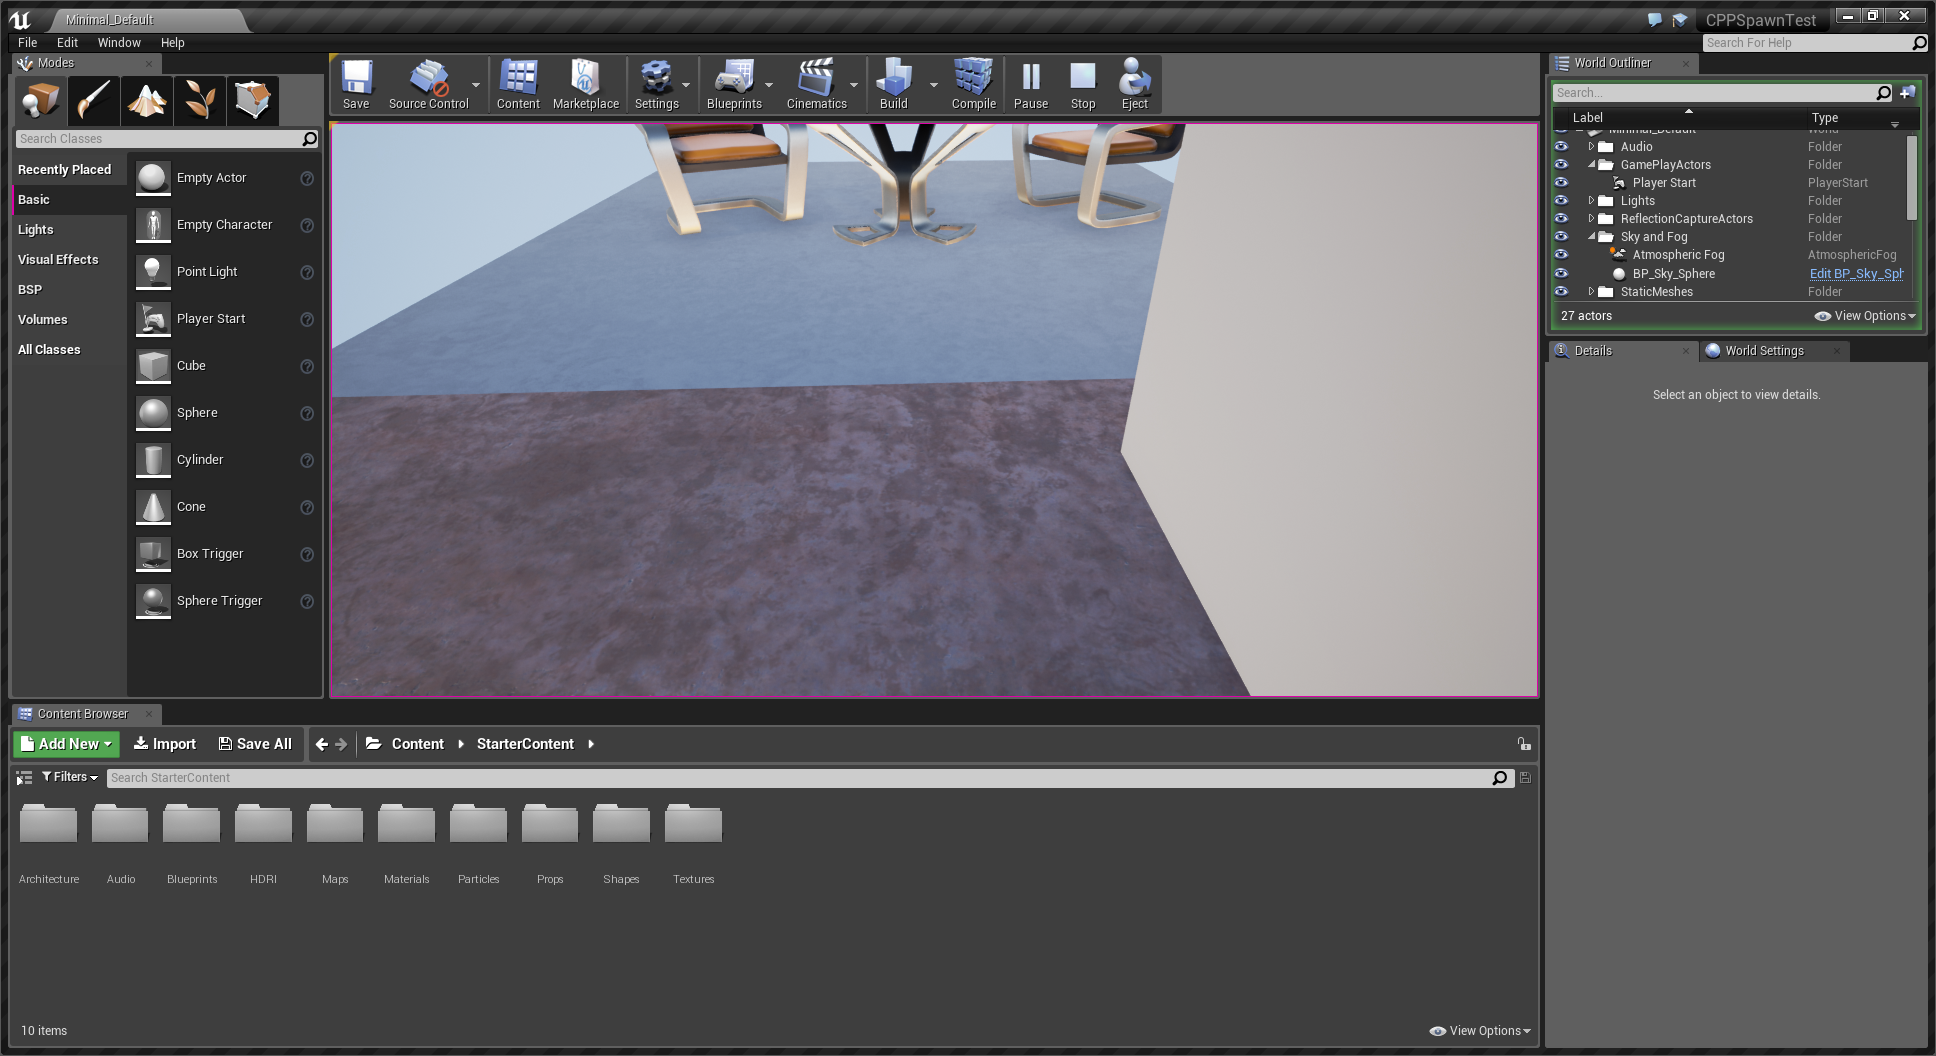 Minimal_Default
CPPSpawnTest
File Edit Window Help
Search For Help
Modes
Search Classes
Recently Placed
Basic
Lights
Visual Effects
BSP
Volumes
All Classes
Empty Actor
Empty Character
Point Light
Player Start
Cube
Sphere
Cylinder
Cone
Box Trigger
Sphere Trigger
Save Source Control Content Marketplace Settings Blueprints Cinematics Build Compile Pause Stop Eject
World Outliner
Search...
Label Type
Minimal_Default World
Audio Folder
GamePlayActors Folder
Player Start PlayerStart
Lights Folder
ReflectionCaptureActors Folder
Sky and Fog Folder
Atmospheric Fog AtmosphericFog
BP_Sky_Sphere Edit BP_Sky_Sph
StaticMeshes Folder
27 actors View Options
Details World Settings
Select an object to view details.
Content Browser
Add New Import Save All Content StarterContent
Filters Search StarterContent
Architecture Audio Blueprints HDRI Maps Materials Particles Props Shapes Textures
10 items View Options